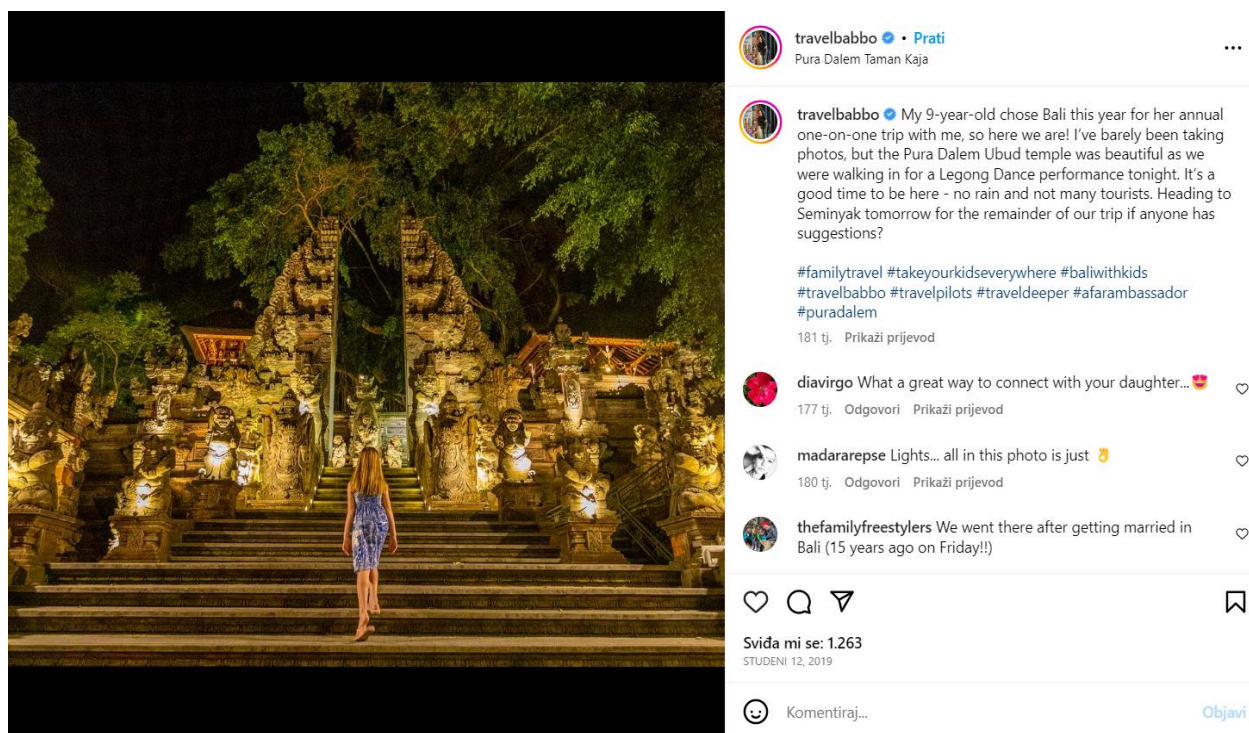 travelbabbo • Prati
Pura Dalem Taman Kaja
travelbabbo My 9-year-old chose Bali this year for her annual
one-on-one trip with me, so here we are! I’ve barely been taking
photos, but the Pura Dalem Ubud temple was beautiful as we
were walking in for a Legong Dance performance tonight. It’s a
good time to be here - no rain and not many tourists. Heading to
Seminyak tomorrow for the remainder of our trip if anyone has
suggestions?
#familytravel #takeyourkidseverywhere #baliwithkids
#travelbabbo #travelpilots #traveldeeper #afarambassador
#puradalem
181 tj. Prikaži prijevod
diavirgo What a great way to connect with your daughter...😍
177 tj. Odgovori Prikaži prijevod
madararepse Lights... all in this photo is just 👌
180 tj. Odgovori Prikaži prijevod
thefamilyfreestylers We went there after getting married in
Bali (15 years ago on Friday!!)
Sviđa mi se: 1.263
STUDENI 12, 2019
Komentiraj... Objavi